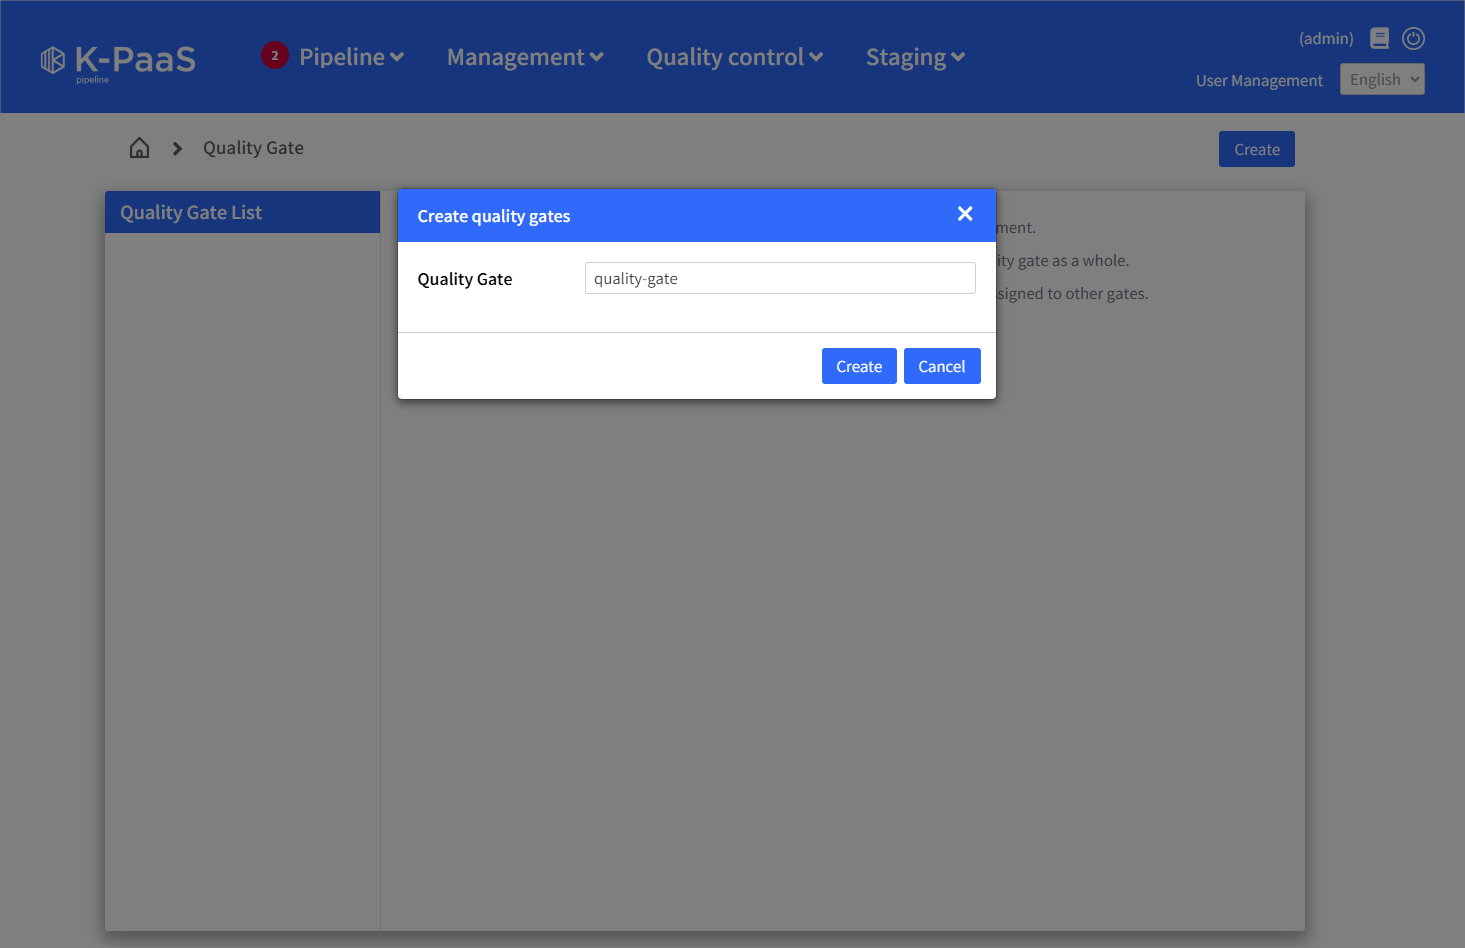 K-PaaS
pipeline
2
Pipeline
Management
Quality control
Staging
(admin)
User Management
English
Quality Gate
Create
Quality Gate List
Create quality gates
Quality Gate
quality-gate
Create
Cancel
ment.
ity gate as a whole.
signed to other gates.